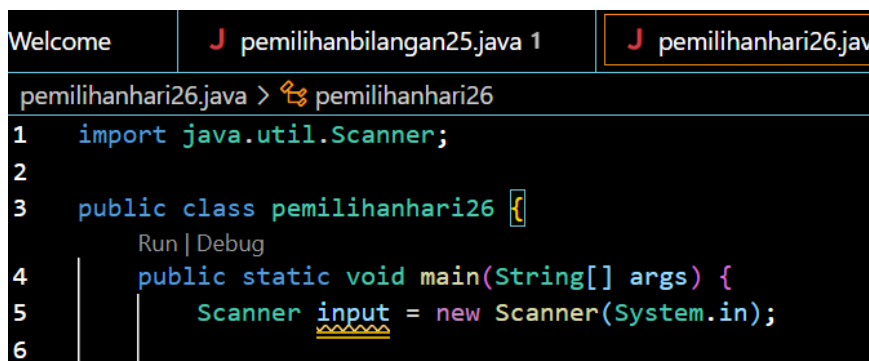 Welcome J pemilihanbilangan25.java 1 J pemilihanhari26.jav
pemilihanhari26.java > pemilihanhari26
1 import java.util.Scanner;
2
3 public class pemilihanhari26 {
Run | Debug
4 public static void main(String[] args) {
5 Scanner input = new Scanner(System.in);
6